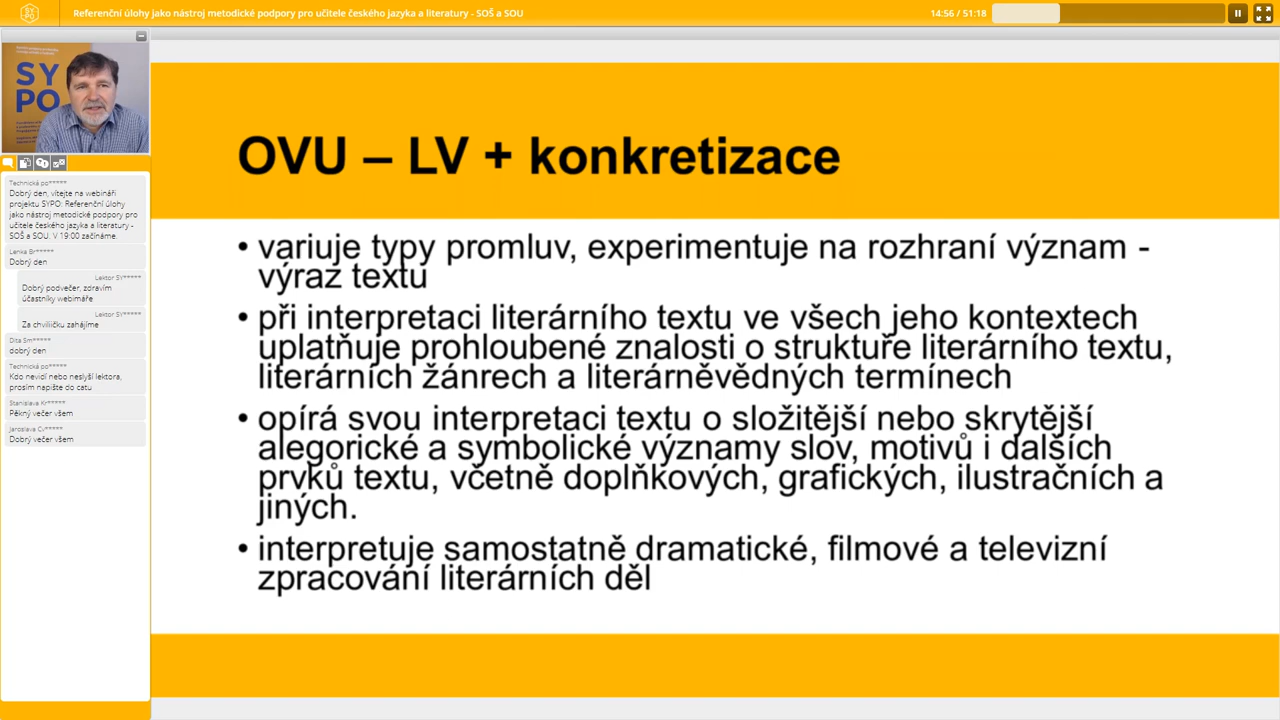 SY
PO
Referenční úlohy jako nástroj metodické podpory pro učitele českého jazyka a literatury - SOŠ a SOU
14:56 / 51:18
SY
PO
Technická po*****
Dobrý den, vítejte na webináři
projektu SYPO: Referenční úlohy
jako nástroj metodické podpory pro
učitele českého jazyka a literatury -
SOŠ a SOU. V 19:00 začínáme.
Lenka Br*****
Dobrý den
Lektor SY*****
Dobrý podvečer, zdravím
účastníky webimáře
Lektor SY*****
Za chviličku zahájíme
Dita Sm*****
dobrý den
Technická po*****
Kdo nevidí nebo neslyší lektora,
prosím napište do catu
Stanislava Kr*****
Pěkný večer všem
Jaroslava Cv*****
Dobrý večer všem
OVU – LV + konkretizace
• variuje typy promluv, experimentuje na rozhraní význam -
výraz textu
• při interpretaci literárního textu ve všech jeho kontextech
uplatňuje prohloubené znalosti o struktuře literárního textu,
literárních žánrech a literárněvědných termínech
• opírá svou interpretaci textu o složitější nebo skrytější
alegorické a symbolické významy slov, motivů i dalších
prvků textu, včetně doplňkových, grafických, ilustračních a
jiných.
• interpretuje samostatně dramatické, filmové a televizní
zpracování literárních děl